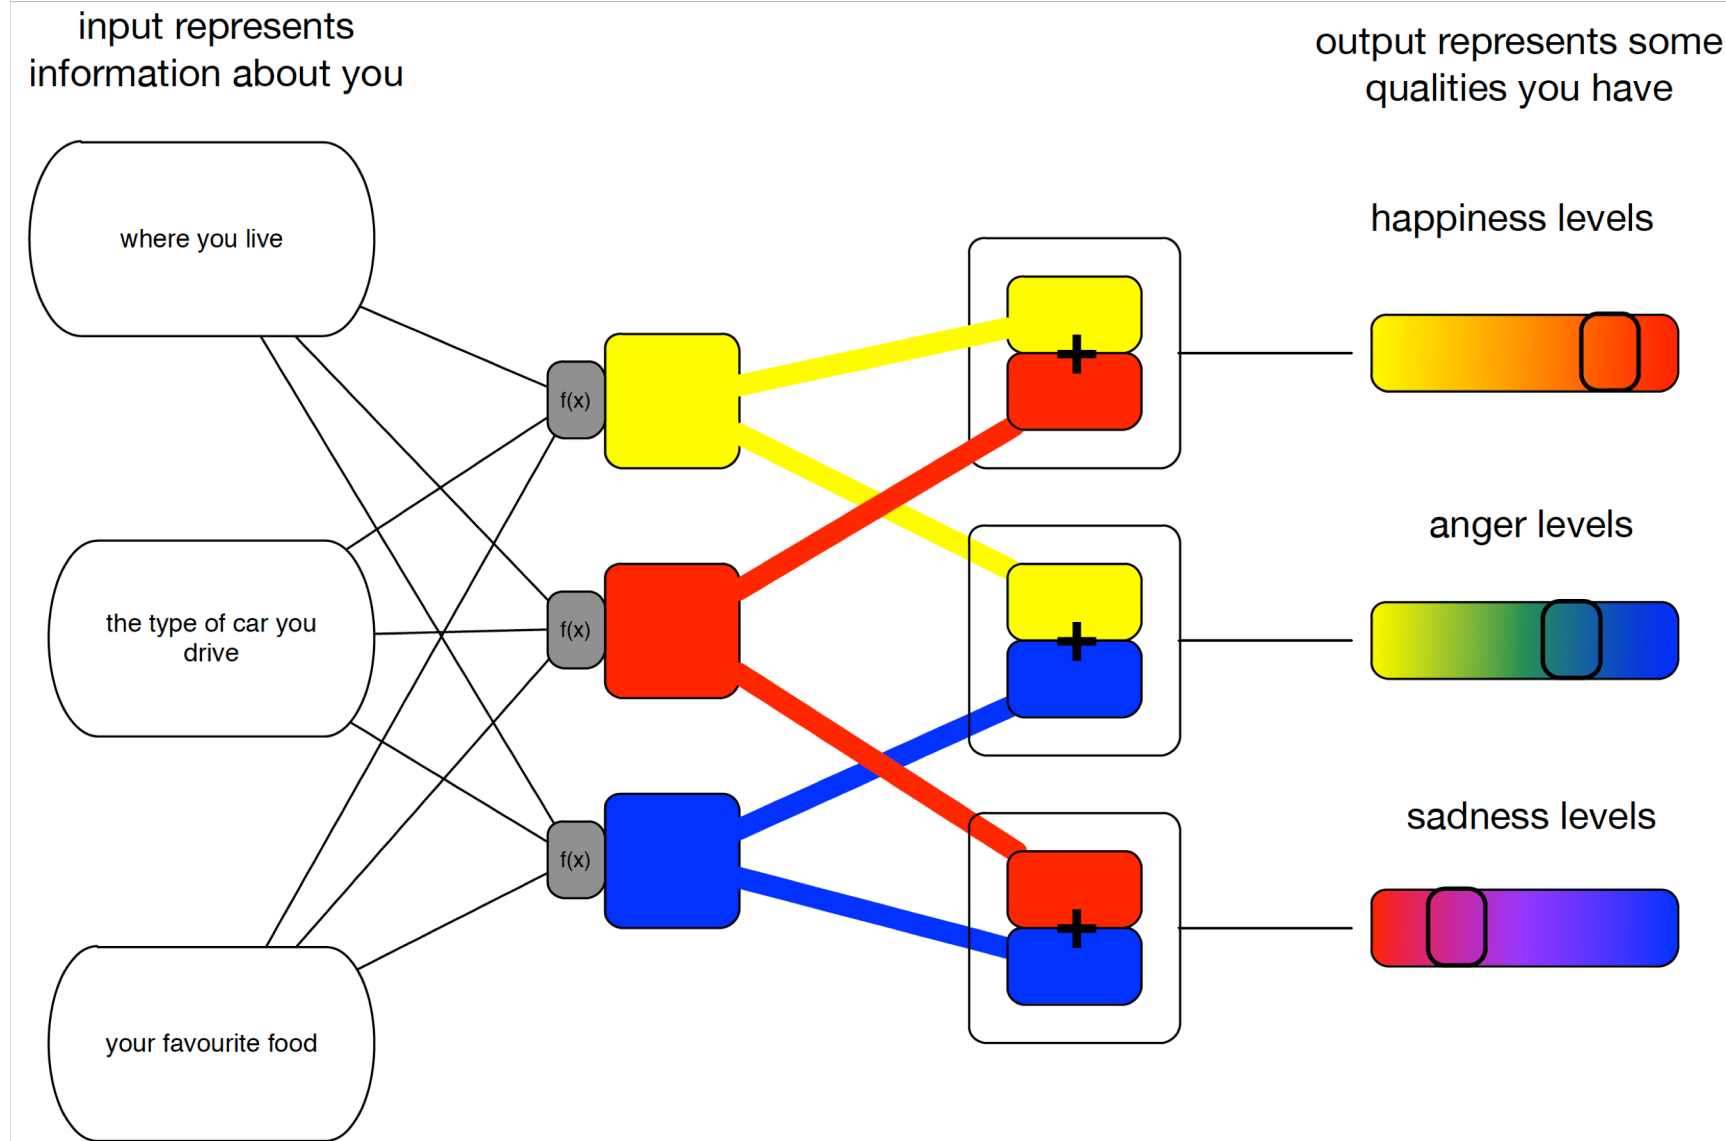 input represents
information about you
output represents some
qualities you have
where you live
happiness levels
f(x)
the type of car you
drive
f(x)
anger levels
f(x)
sadness levels
your favourite food